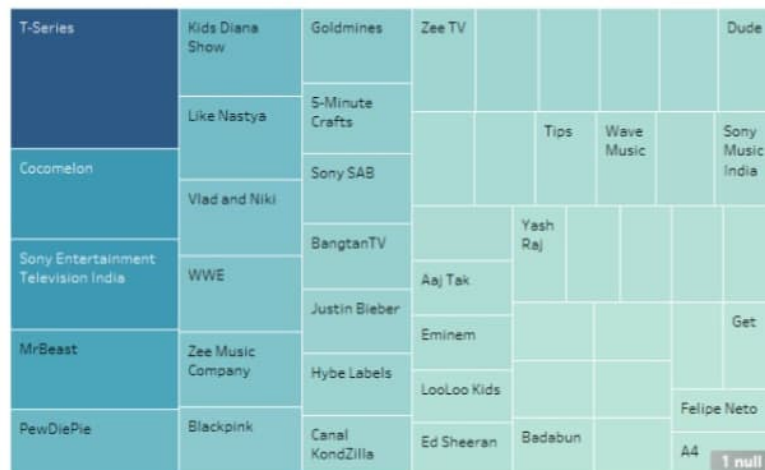 T-Series
Cocomelon
Sony Entertainment
Television India
MrBeast
PewDiePie
Kids Diana
Show
Like Nastya
Vlad and Niki
WWE
Zee Music
Company
Blackpink
Goldmines
5-Minute
Crafts
Sony SAB
BangtanTV
Justin Bieber
Hybe Labels
Canal
KondZilla
Zee TV
Dude
Tips
Wave
Music
Sony
Music
India
Yash
Raj
Aaj Tak
Eminem
LooLoo Kids
Ed Sheeran
Badabun
Get
Felipe Neto
A4
1 null